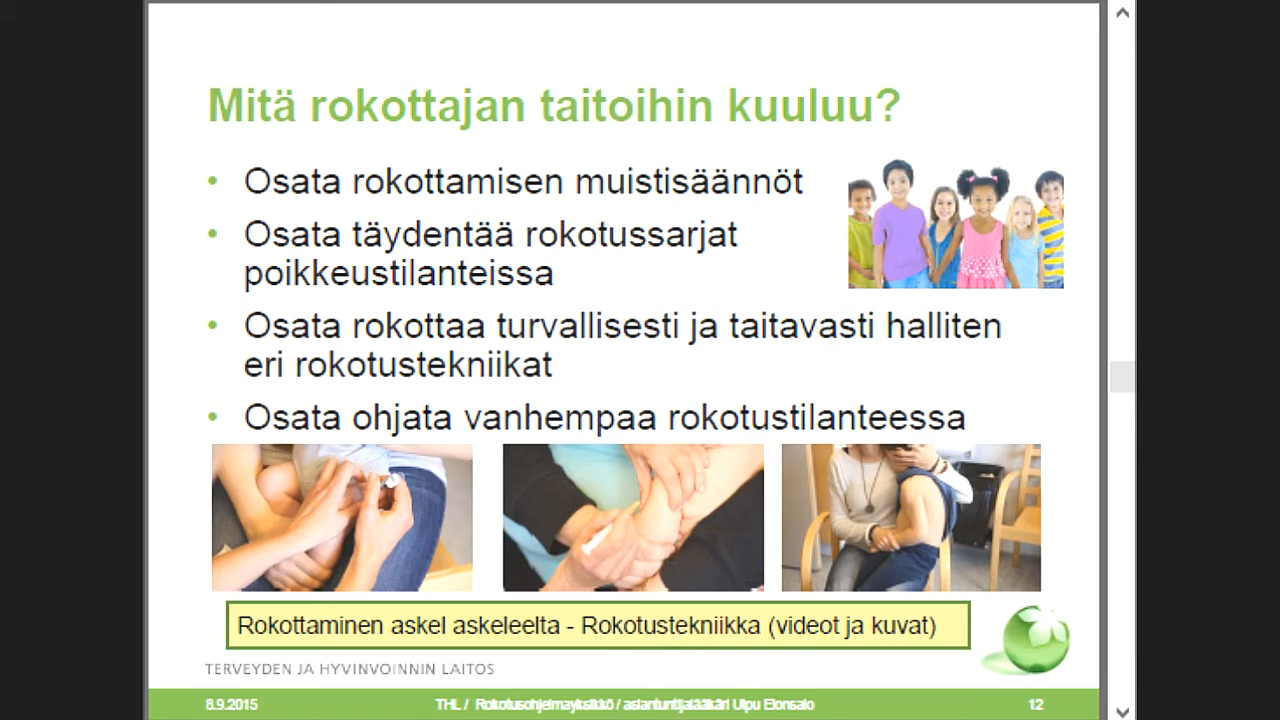 Mitä rokottajan taitoihin kuuluu?
• Osata rokottamisen muistisäännöt
• Osata täydentää rokotussarjat
poikkeustilanteissa
• Osata rokottaa turvallisesti ja taitavasti halliten
eri rokotustekniikat
• Osata ohjata vanhempaa rokotustilanteessa
Rokottaminen askel askeleelta - Rokotustekniikka (videot ja kuvat)
TERVEYDEN JA HYVINVOINNIN LAITOS
8.9.2015 THL / Rokotusohjelmayksikkö / asiantuntijalääkäri Ulpu Elonsalo 12